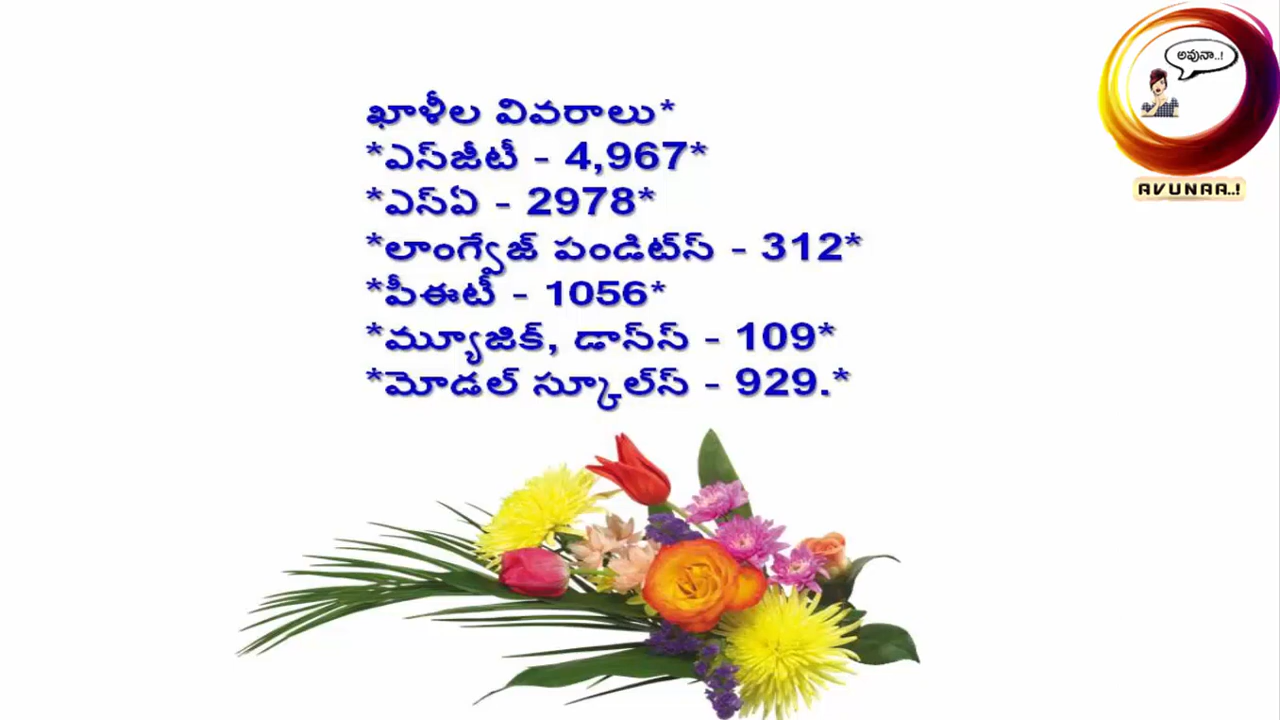 ఖాళీల వివరాలు*
*ఎస్‌జీటీ - 4,967*
*ఎస్ఏ - 2978*
*లాంగ్వేజ్ పండిట్‌స్ - 312*
*పీఈటీ - 1056*
*మ్యూజిక్, డాన్‌స్ - 109*
*మోడల్ స్కూల్‌స్ - 929.*
అవునా..!
AVUNAA..!